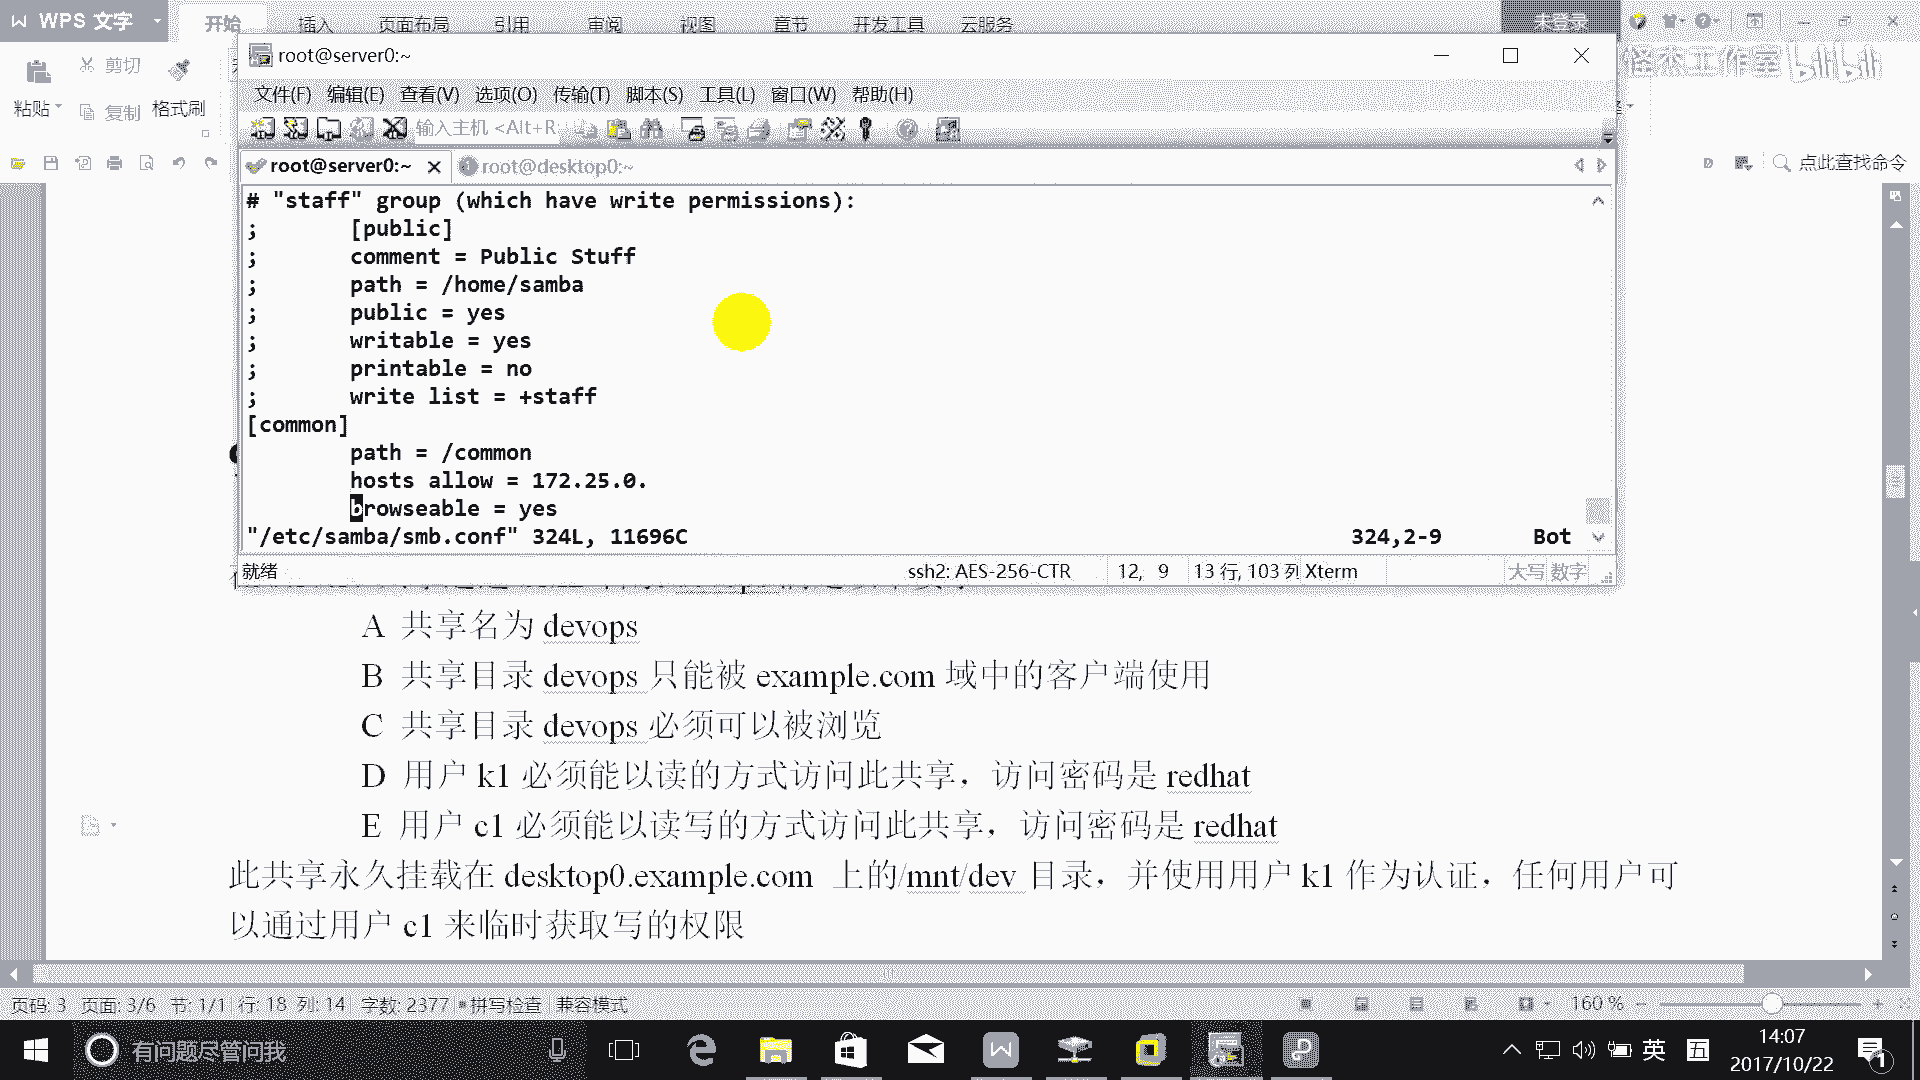 WPS 文字
开始 插入 页面布局 引用 审阅 视图 章节 开发工具 云服务 未登录
怪杰工作室 bilibili
粘贴 剪切 复制 格式刷
点此查找命令
root@server0:~
文件(F) 编辑(E) 查看(V) 选项(O) 传输(T) 脚本(S) 工具(L) 窗口(W) 帮助(H)
输入主机 <Alt+R
root@server0:~ root@desktop0:~
# "staff" group (which have write permissions):
; [public]
; comment = Public Stuff
; path = /home/samba
; public = yes
; writable = yes
; printable = no
; write list = +staff
[common]
path = /common
hosts allow = 172.25.0.
browseable = yes
"/etc/samba/smb.conf" 324L, 11696C 324,2-9 Bot
就绪 ssh2: AES-256-CTR 12, 9 13 行, 103 列 Xterm 大写 数字
A 共享名为 devops
B 共享目录 devops 只能被 example.com 域中的客户端使用
C 共享目录 devops 必须可以被浏览
D 用户 k1 必须能以读的方式访问此共享，访问密码是 redhat
E 用户 c1 必须能以读写的方式访问此共享，访问密码是 redhat
此共享永久挂载在 desktop0.example.com 上的/mnt/dev 目录，并使用用户 k1 作为认证，任何用户可
以通过用户 c1 来临时获取写的权限
页码: 3 页面: 3/6 节: 1/1 行: 18 列: 14 字数: 2377 拼写检查 兼容模式 160 %
有问题尽管问我
英 五
14:07
2017/10/22
1